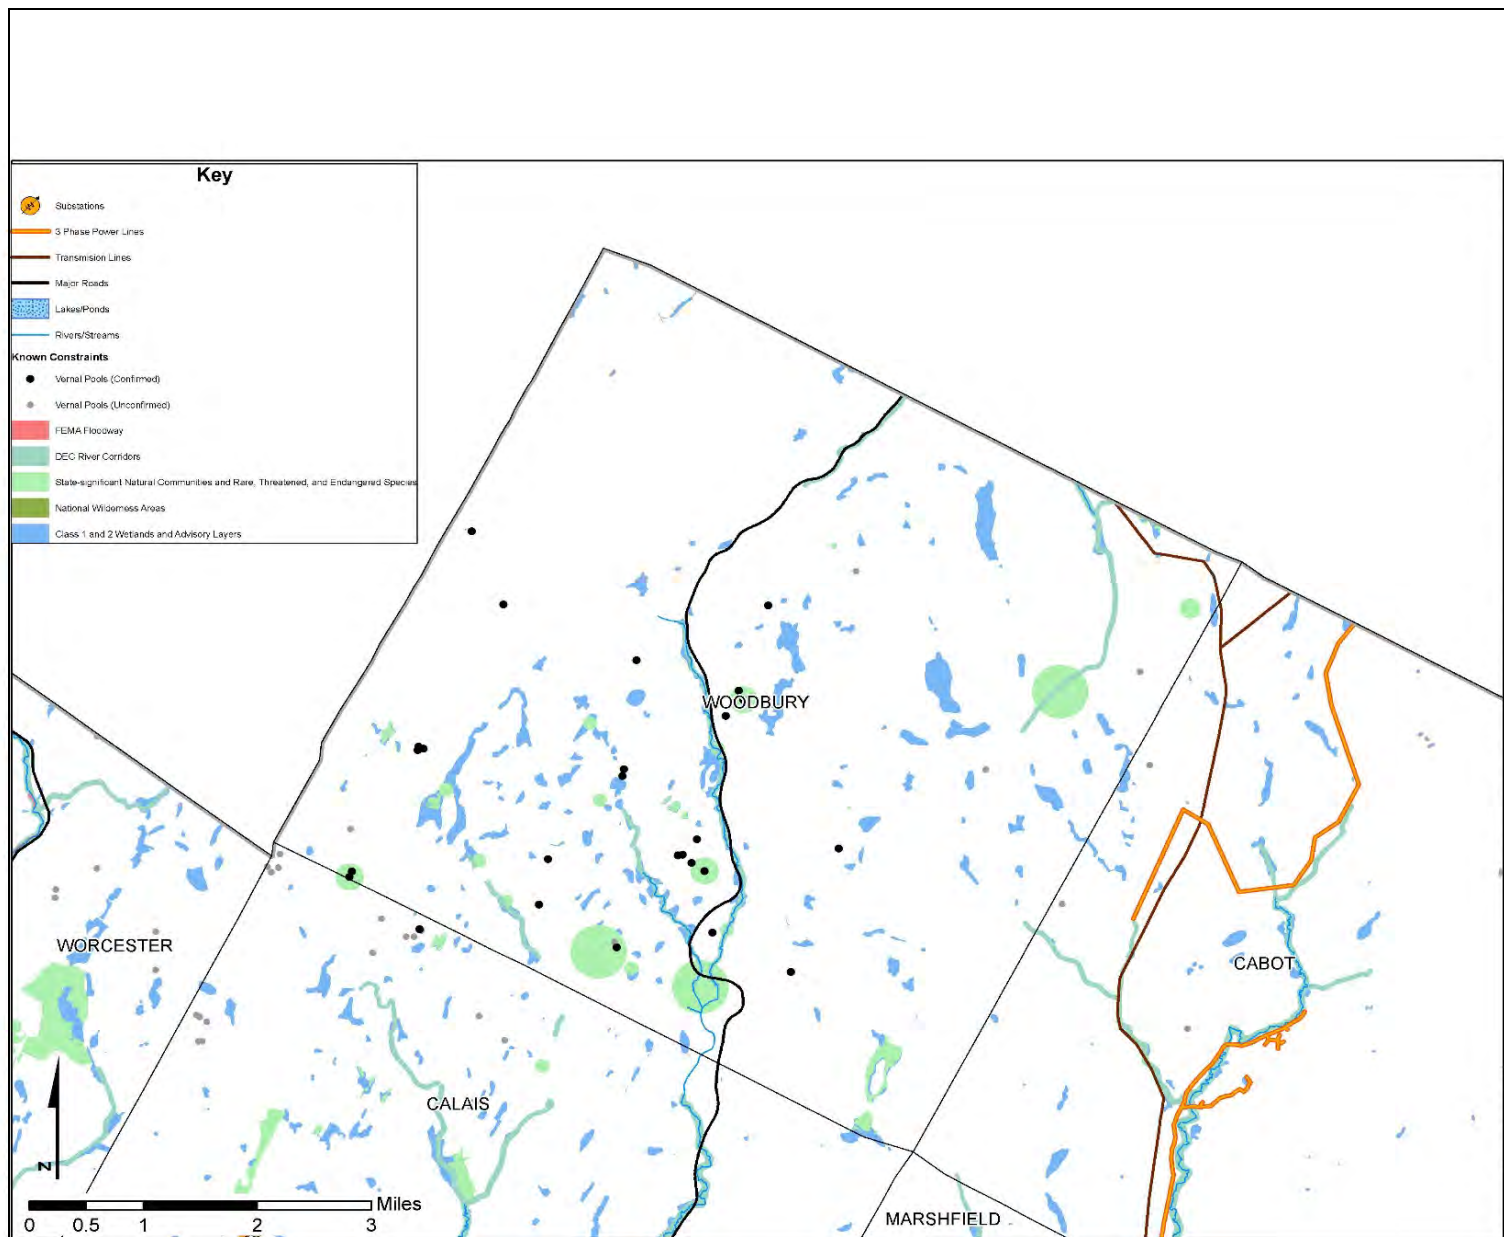 Key
Substations
3 Phase Power Lines
Transmision Lines
Major Roads
Lakes/Ponds
Rivers/Streams
Known Constraints
Vernal Pools (Confirmed)
Vernal Pools (Unconfirmed)
FEMA Floodway
DEC River Corridors
State-significant Natural Communities and Rare, Threatened, and Endangered Species
National Wilderness Areas
Class 1 and 2 Wetlands and Advisory Layers
WOODBURY
WORCESTER
CABOT
CALAIS
MARSHFIELD
N
Miles
0 0.5 1 2 3